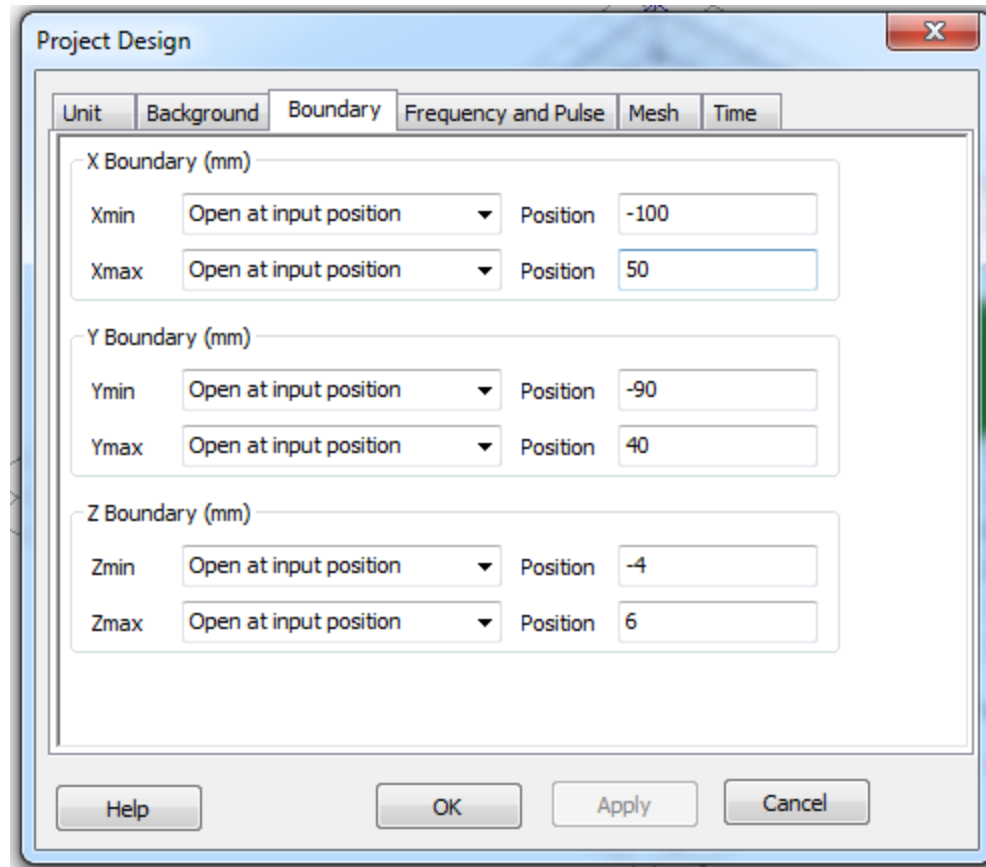 Project Design
Unit Background Boundary Frequency and Pulse Mesh Time
X Boundary (mm)
Xmin Open at input position Position -100
Xmax Open at input position Position 50
Y Boundary (mm)
Ymin Open at input position Position -90
Ymax Open at input position Position 40
Z Boundary (mm)
Zmin Open at input position Position -4
Zmax Open at input position Position 6
Help OK Apply Cancel